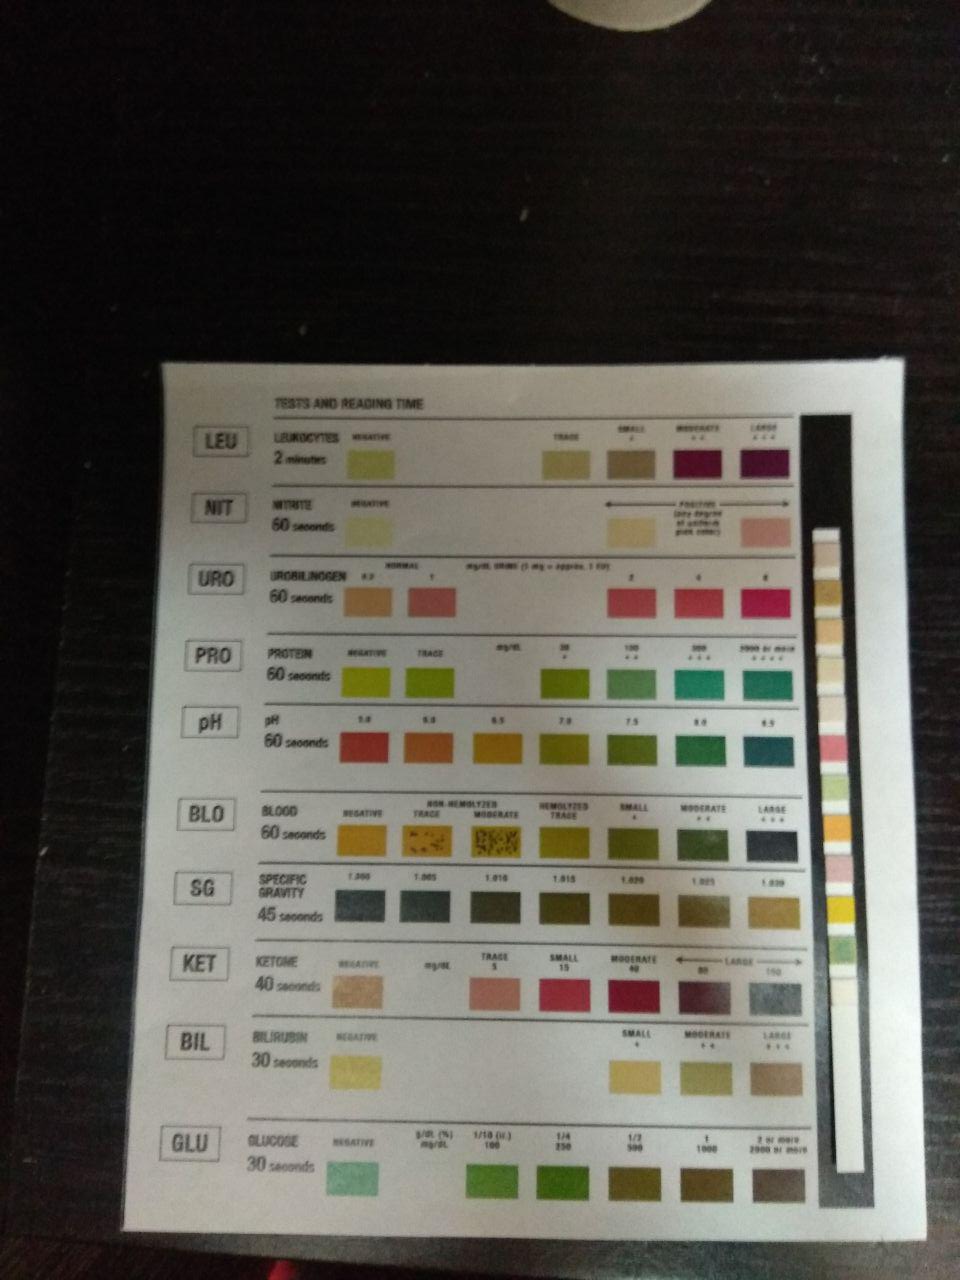 TESTS AND READING TIME
LEU LEUKOCYTES 2 minutes NEGATIVE TRACE SMALL + MODERATE + + LARGE + + +
NIT NITRITE 60 seconds NEGATIVE POSITIVE (any degree of uniform pink color)
URO UROBILINOGEN 60 seconds NORMAL 0.2 1 mg/dL URINE (1 mg = approx. 1 EU) 2 4 8
PRO PROTEIN 60 seconds NEGATIVE TRACE mg/dL 30 + 100 + + 300 + + + 2000 or more + + + +
pH pH 60 seconds 5.0 6.0 6.5 7.0 7.5 8.0 8.5
BLO BLOOD 60 seconds NEGATIVE NON-HEMOLYZED TRACE MODERATE HEMOLYZED TRACE SMALL + MODERATE + + LARGE + + +
SG SPECIFIC GRAVITY 45 seconds 1.000 1.005 1.010 1.015 1.020 1.025 1.030
KET KETONE 40 seconds NEGATIVE mg/dL TRACE 5 SMALL 15 MODERATE 40 LARGE 80 160
BIL BILIRUBIN 30 seconds NEGATIVE SMALL + MODERATE + + LARGE + + +
GLU GLUCOSE 30 seconds NEGATIVE g/dL (%) mg/dL 1/10 (tr.) 100 1/4 250 1/2 500 1 1000 2 or more 2000 or more